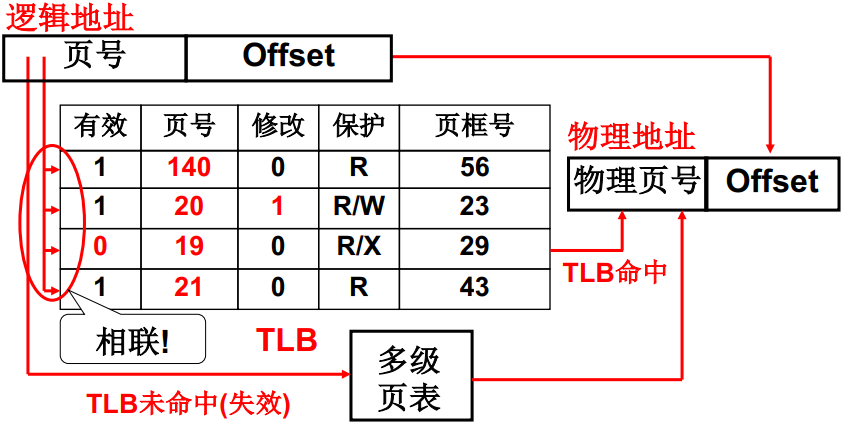 逻辑地址
页号 Offset
有效 页号 修改 保护 页框号
1 140 0 R 56
1 20 1 R/W 23
0 19 0 R/X 29
1 21 0 R 43
物理地址
物理页号 Offset
TLB命中
相联!
TLB
多级
页表
TLB未命中(失效)